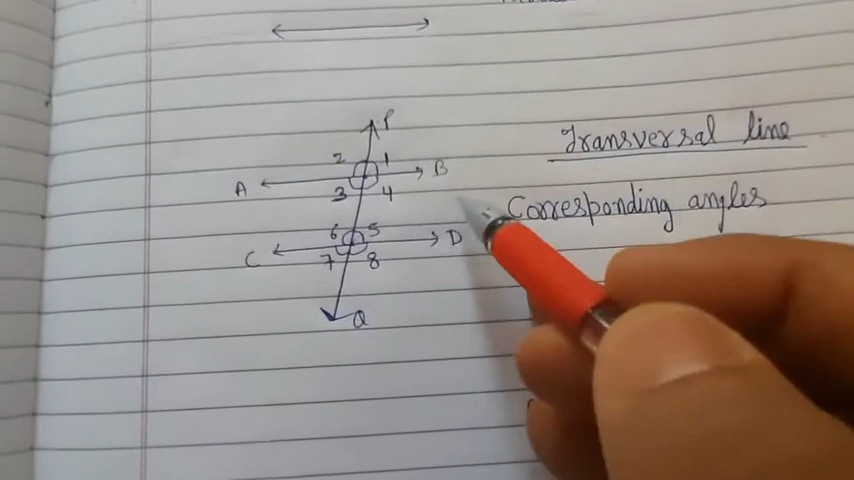 P
2 1
A B
3 4
6 5
C D
7 8
Q
Transversal line
Corresponding angles